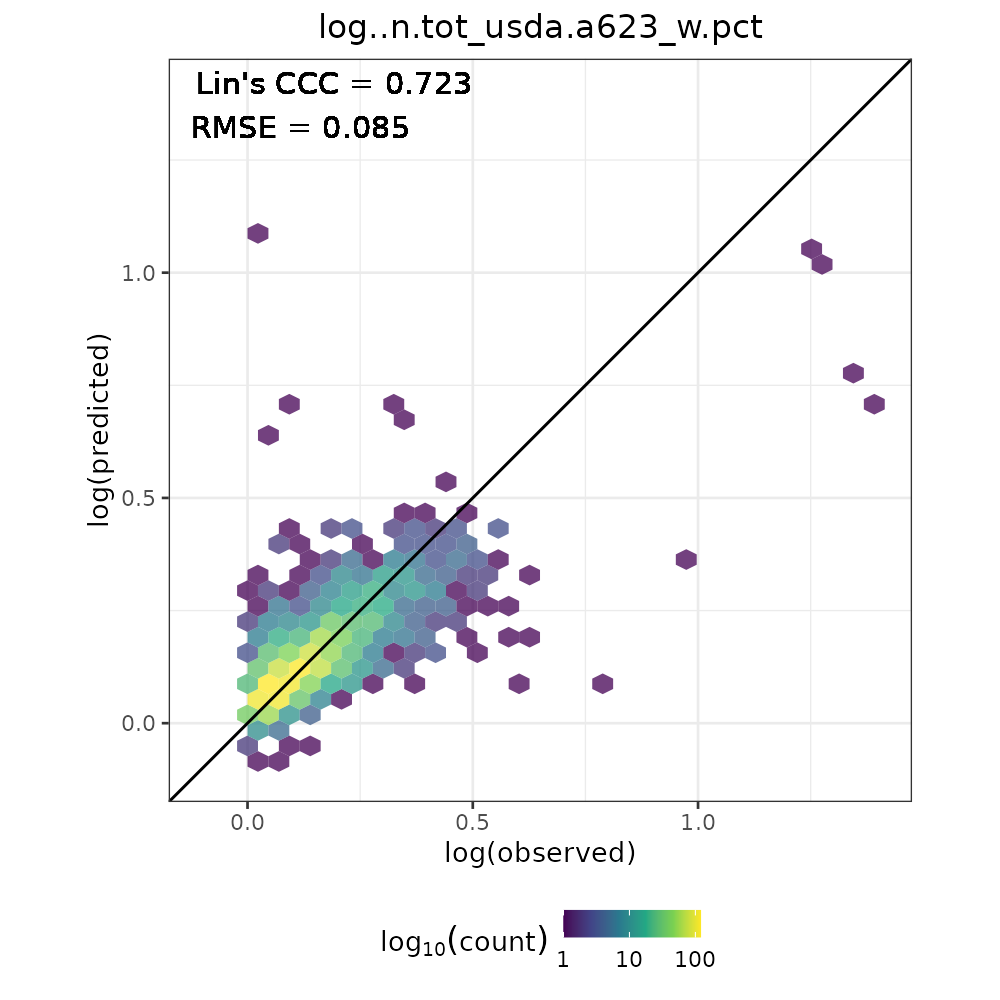 log..n.tot_usda.a623_w.pct
Lin's CCC = 0.723
RMSE = 0.085
log(predicted)
1.0
0.5
0.0
0.0 0.5 1.0
log(observed)
log₁₀(count)
1 10 100